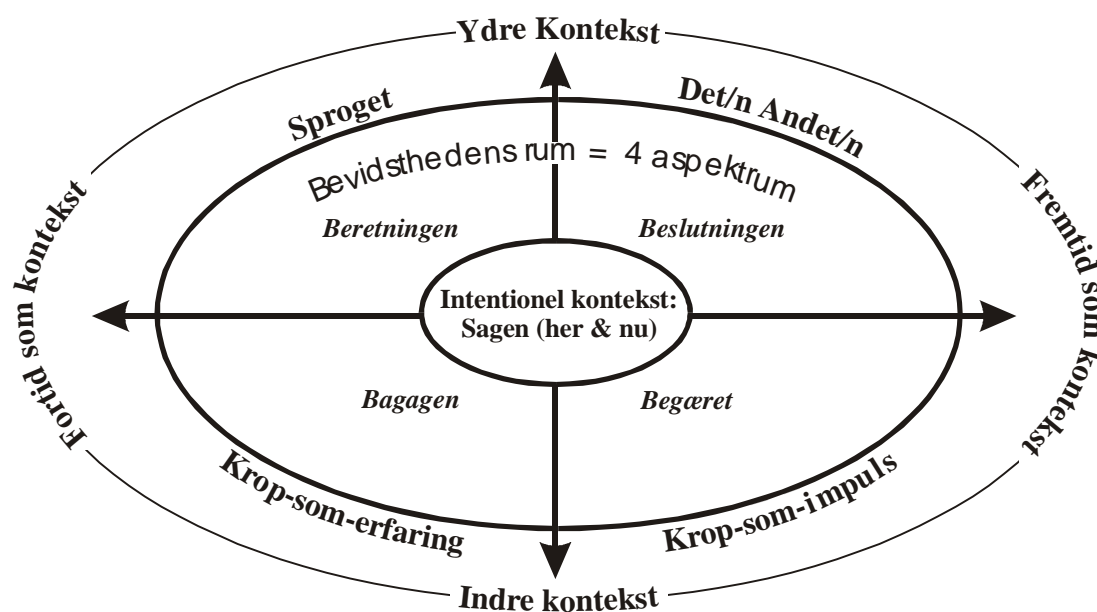 Ydre Kontekst
Sproget
Det/n Andet/n
Bevidsthedens rum = 4 aspektrum
Fortid som kontekst
Fremtid som kontekst
Beretningen
Beslutningen
Intentionel kontekst:
Sagen (her & nu)
Bagagen
Begæret
Krop-som-erfaring
Krop-som-impuls
Indre kontekst